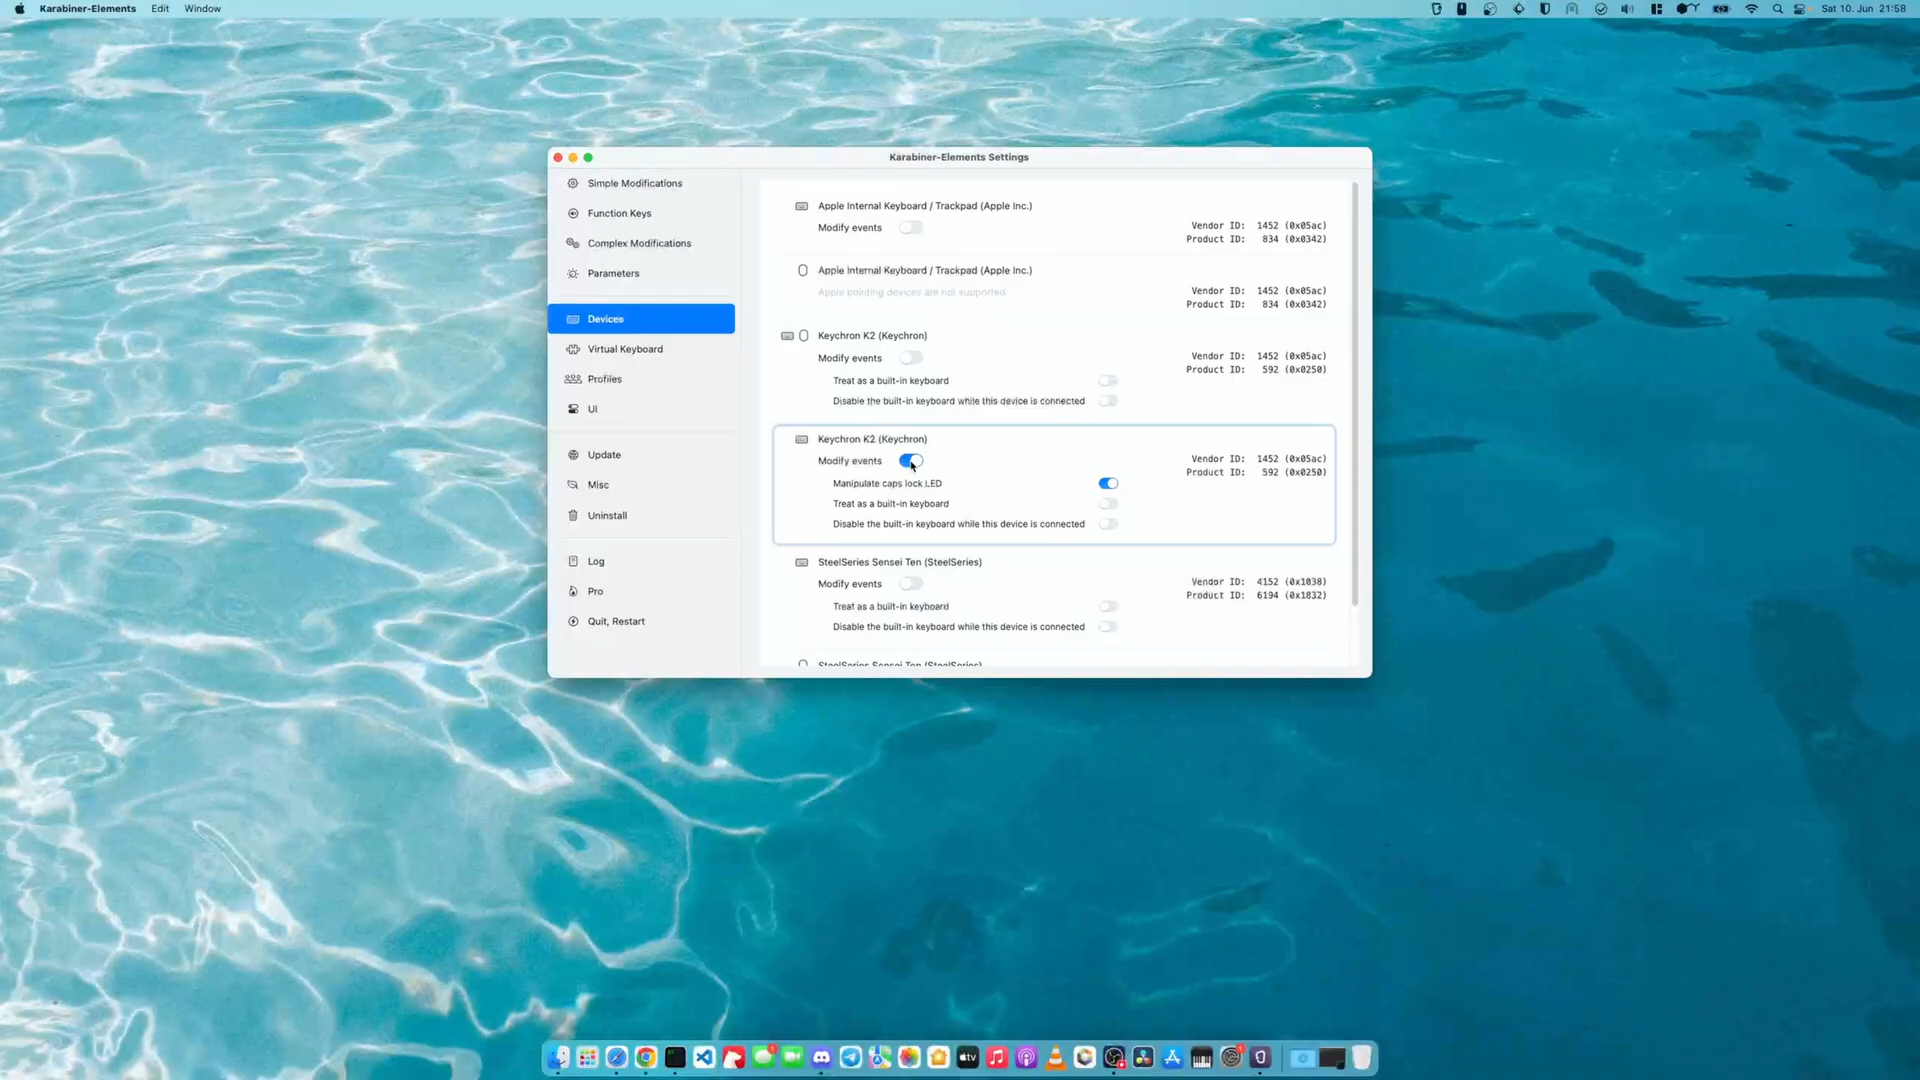 Karabiner-Elements Edit Window
Sat 10. Jun 21:58
Karabiner-Elements Settings
Simple Modifications
Function Keys
Complex Modifications
Parameters
Devices
Virtual Keyboard
Profiles
UI
Update
Misc
Uninstall
Log
Pro
Quit, Restart
Apple Internal Keyboard / Trackpad (Apple Inc.)
Modify events
Vendor ID: 1452 (0x05ac)
Product ID: 834 (0x0342)
Apple Internal Keyboard / Trackpad (Apple Inc.)
Apple pointing devices are not supported
Vendor ID: 1452 (0x05ac)
Product ID: 834 (0x0342)
Keychron K2 (Keychron)
Modify events
Vendor ID: 1452 (0x05ac)
Product ID: 592 (0x0250)
Treat as a built-in keyboard
Disable the built-in keyboard while this device is connected
Keychron K2 (Keychron)
Modify events
Vendor ID: 1452 (0x05ac)
Product ID: 592 (0x0250)
Manipulate caps lock LED
Treat as a built-in keyboard
Disable the built-in keyboard while this device is connected
SteelSeries Sensei Ten (SteelSeries)
Modify events
Vendor ID: 4152 (0x1038)
Product ID: 6194 (0x1832)
Treat as a built-in keyboard
Disable the built-in keyboard while this device is connected
SteelSeries Sensei Ten (SteelSeries)
tv